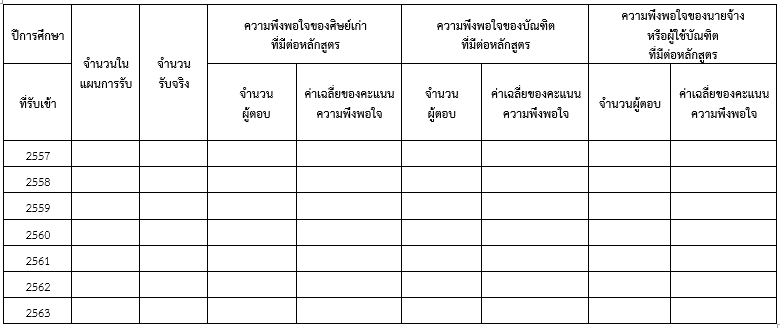 ปีการศึกษา
ที่รับเข้า
จำนวนใน
แผนการรับ
จำนวน
รับจริง
ความพึงพอใจของศิษย์เก่า
ที่มีต่อหลักสูตร
ความพึงพอใจของบัณฑิต
ที่มีต่อหลักสูตร
ความพึงพอใจของนายจ้าง
หรือผู้ใช้บัณฑิต
ที่มีต่อหลักสูตร
จำนวน
ผู้ตอบ
ค่าเฉลี่ยของคะแนน
ความพึงพอใจ
จำนวน
ผู้ตอบ
ค่าเฉลี่ยของคะแนน
ความพึงพอใจ
จำนวนผู้ตอบ
ค่าเฉลี่ยของคะแนน
ความพึงพอใจ
2557
2558
2559
2560
2561
2562
2563